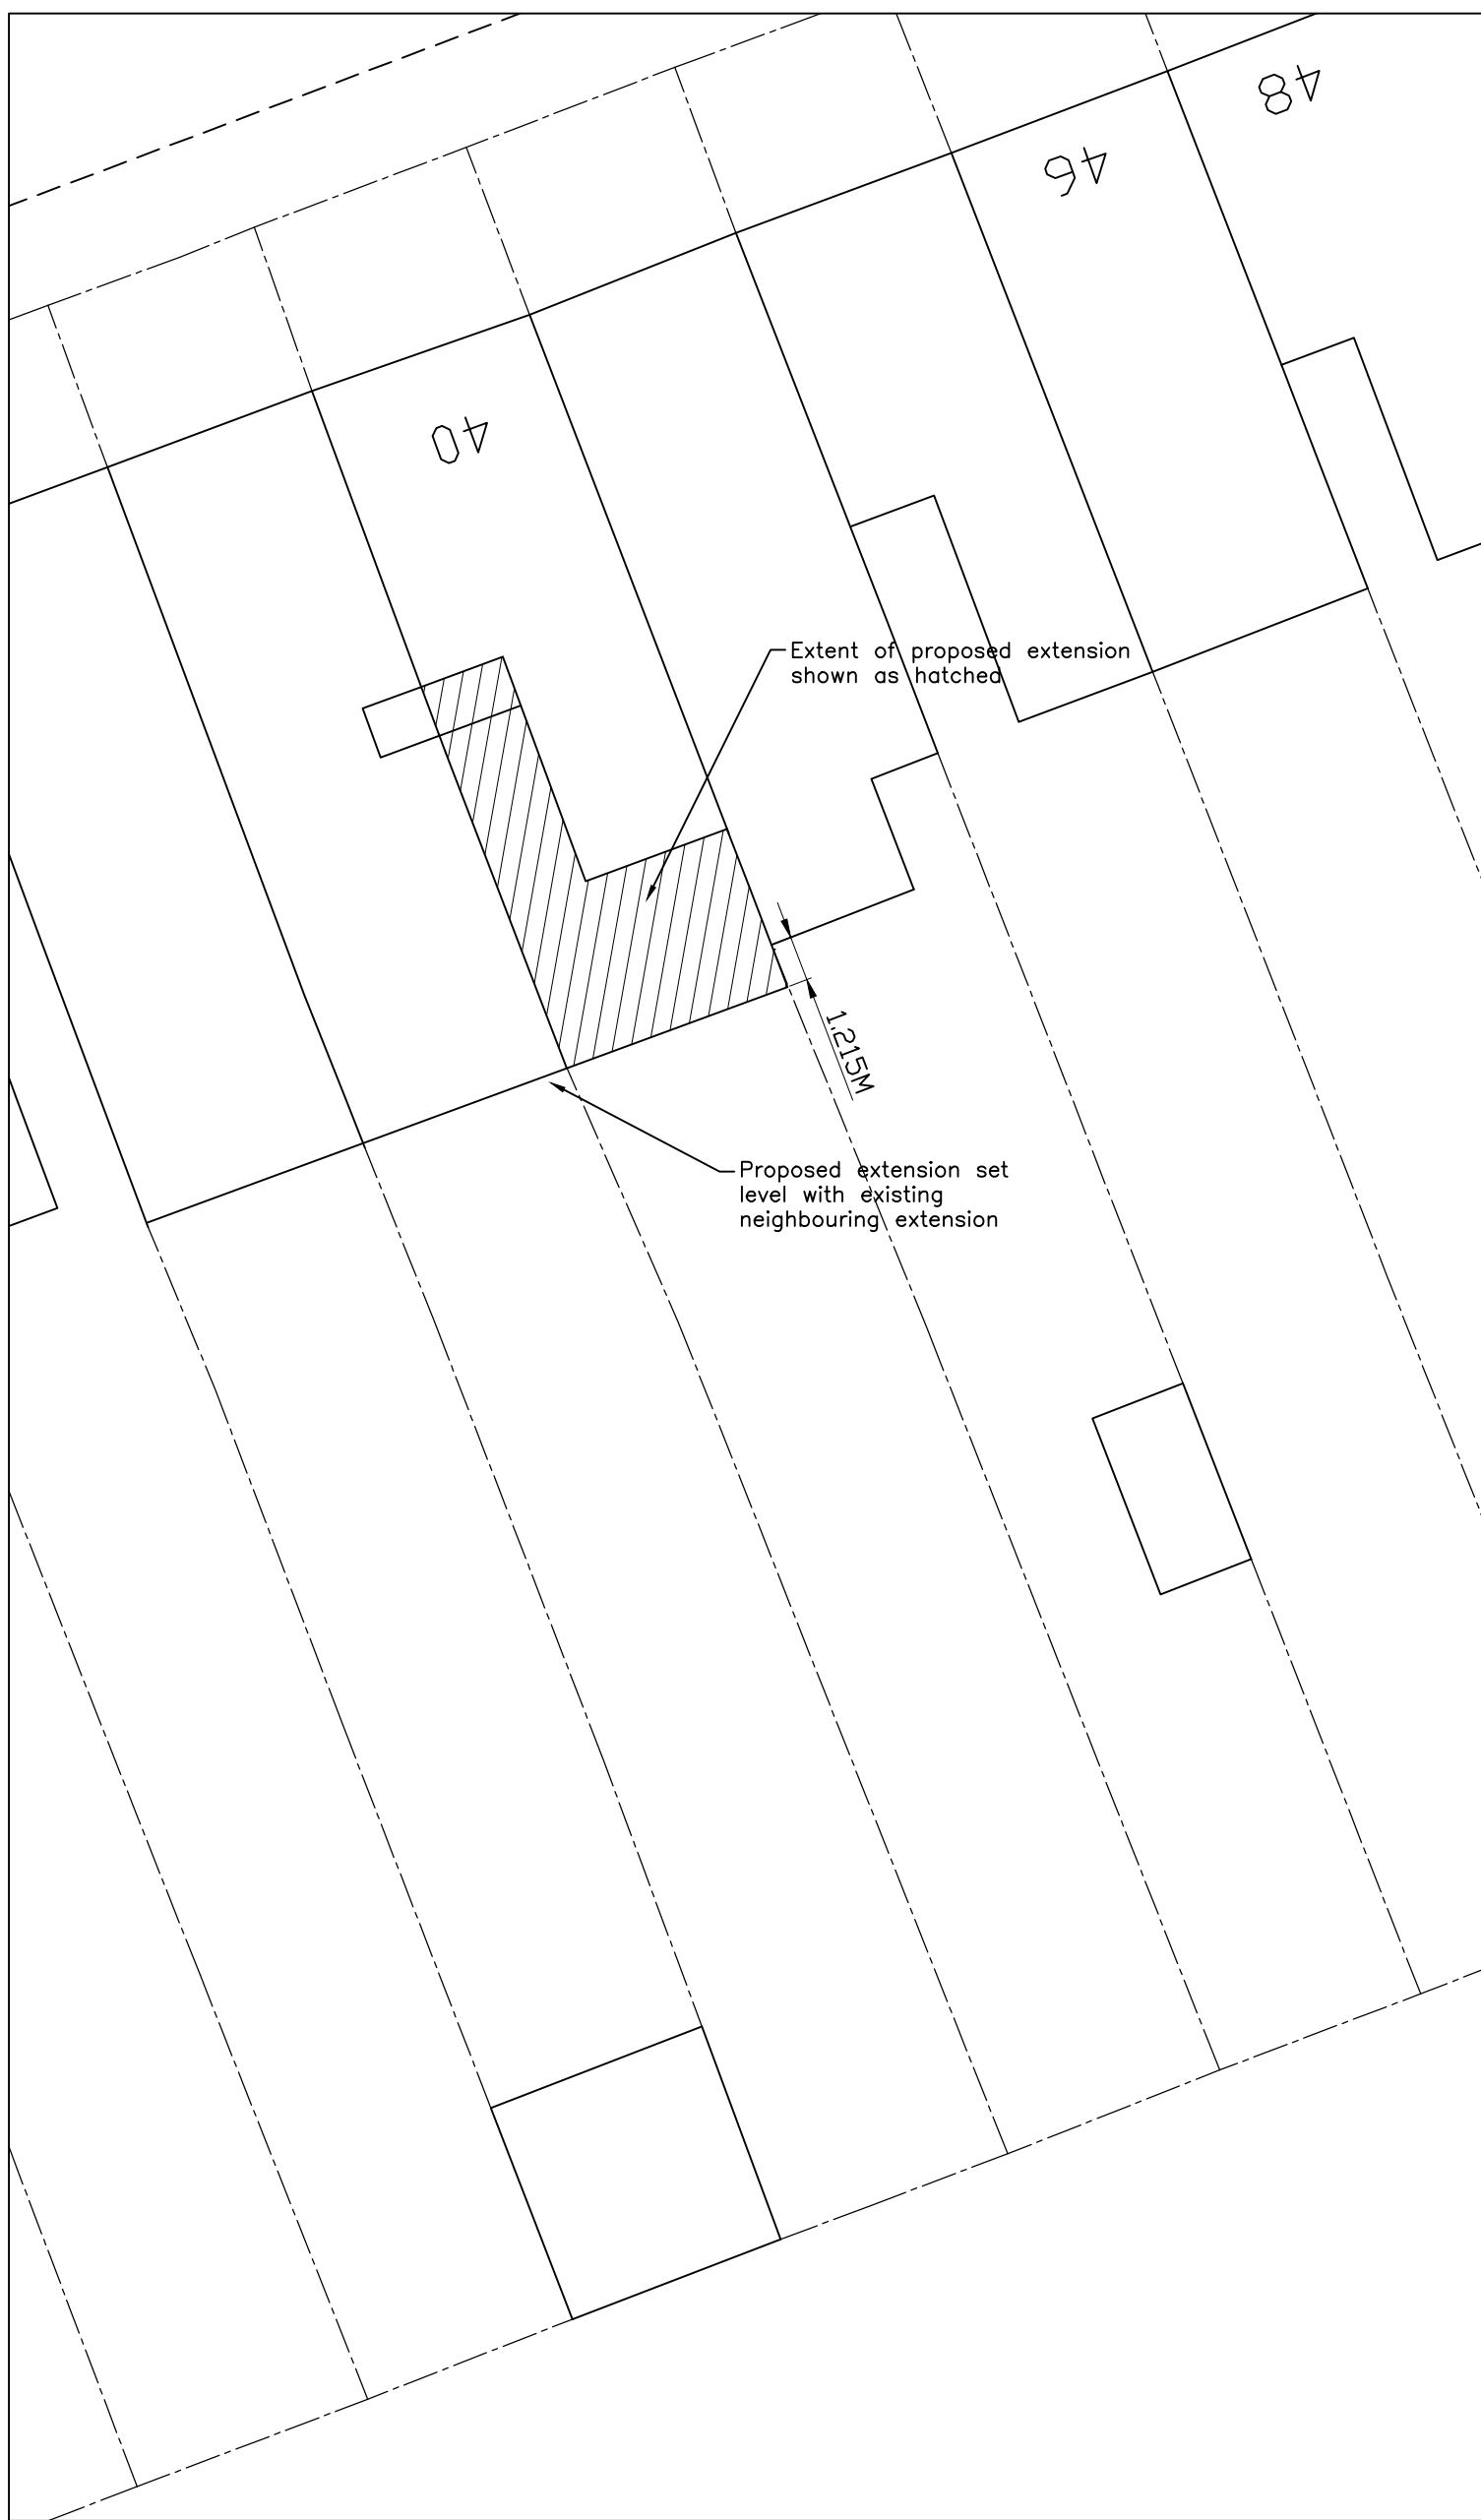 48
46
40
Extent of proposed extension
shown as hatched
1.215M
Proposed extension set
level with existing
neighbouring extension